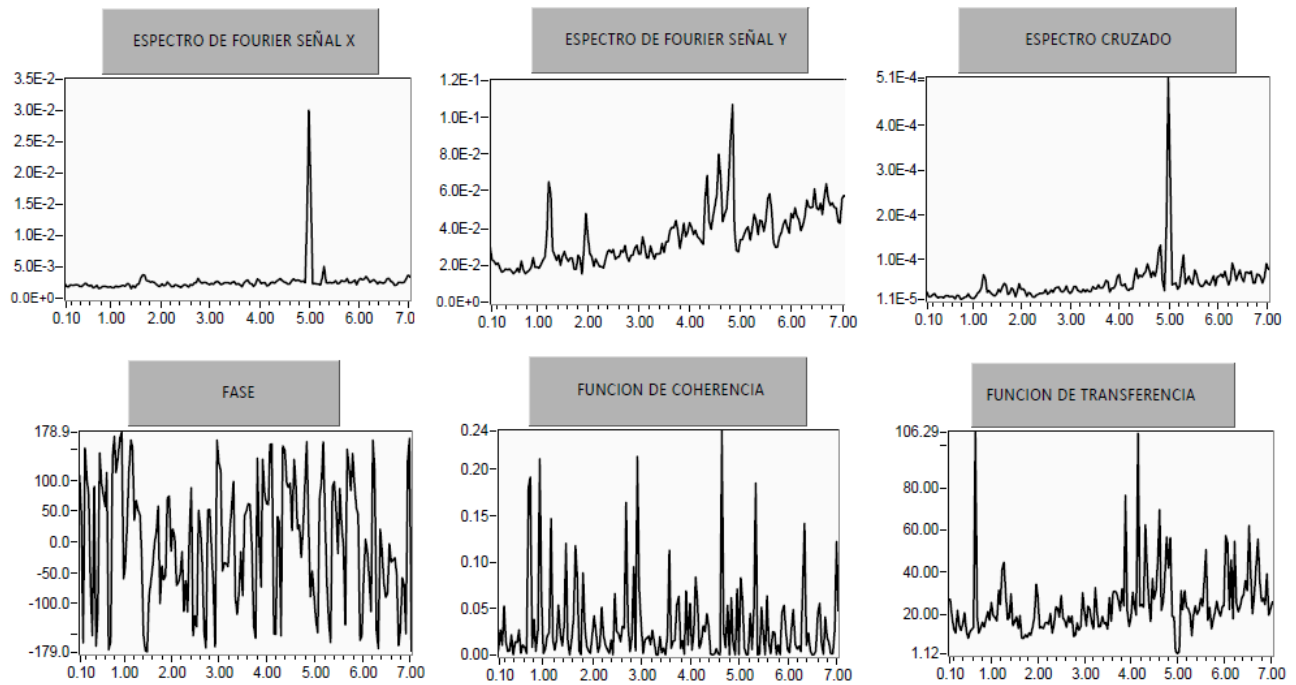 ESPECTRO DE FOURIER SEÑAL X
3.5E-2
3.0E-2
2.5E-2
2.0E-2
1.5E-2
1.0E-2
5.0E-3
0.0E+0
0.10 1.00 2.00 3.00 4.00 5.00 6.00 7.00
ESPECTRO DE FOURIER SEÑAL Y
1.2E-1
1.0E-1
8.0E-2
6.0E-2
4.0E-2
2.0E-2
0.0E+0
0.10 1.00 2.00 3.00 4.00 5.00 6.00 7.00
ESPECTRO CRUZADO
5.1E-4
4.0E-4
3.0E-4
2.0E-4
1.0E-4
1.1E-5
0.10 1.00 2.00 3.00 4.00 5.00 6.00 7.00
FASE
178.9
100.0
50.0
0.0
-50.0
-100.0
-179.0
0.10 1.00 2.00 3.00 4.00 5.00 6.00 7.00
FUNCION DE COHERENCIA
0.24
0.20
0.15
0.10
0.05
0.00
0.10 1.00 2.00 3.00 4.00 5.00 6.00 7.00
FUNCION DE TRANSFERENCIA
106.29
80.00
60.00
40.00
20.00
1.12
0.10 1.00 2.00 3.00 4.00 5.00 6.00 7.00